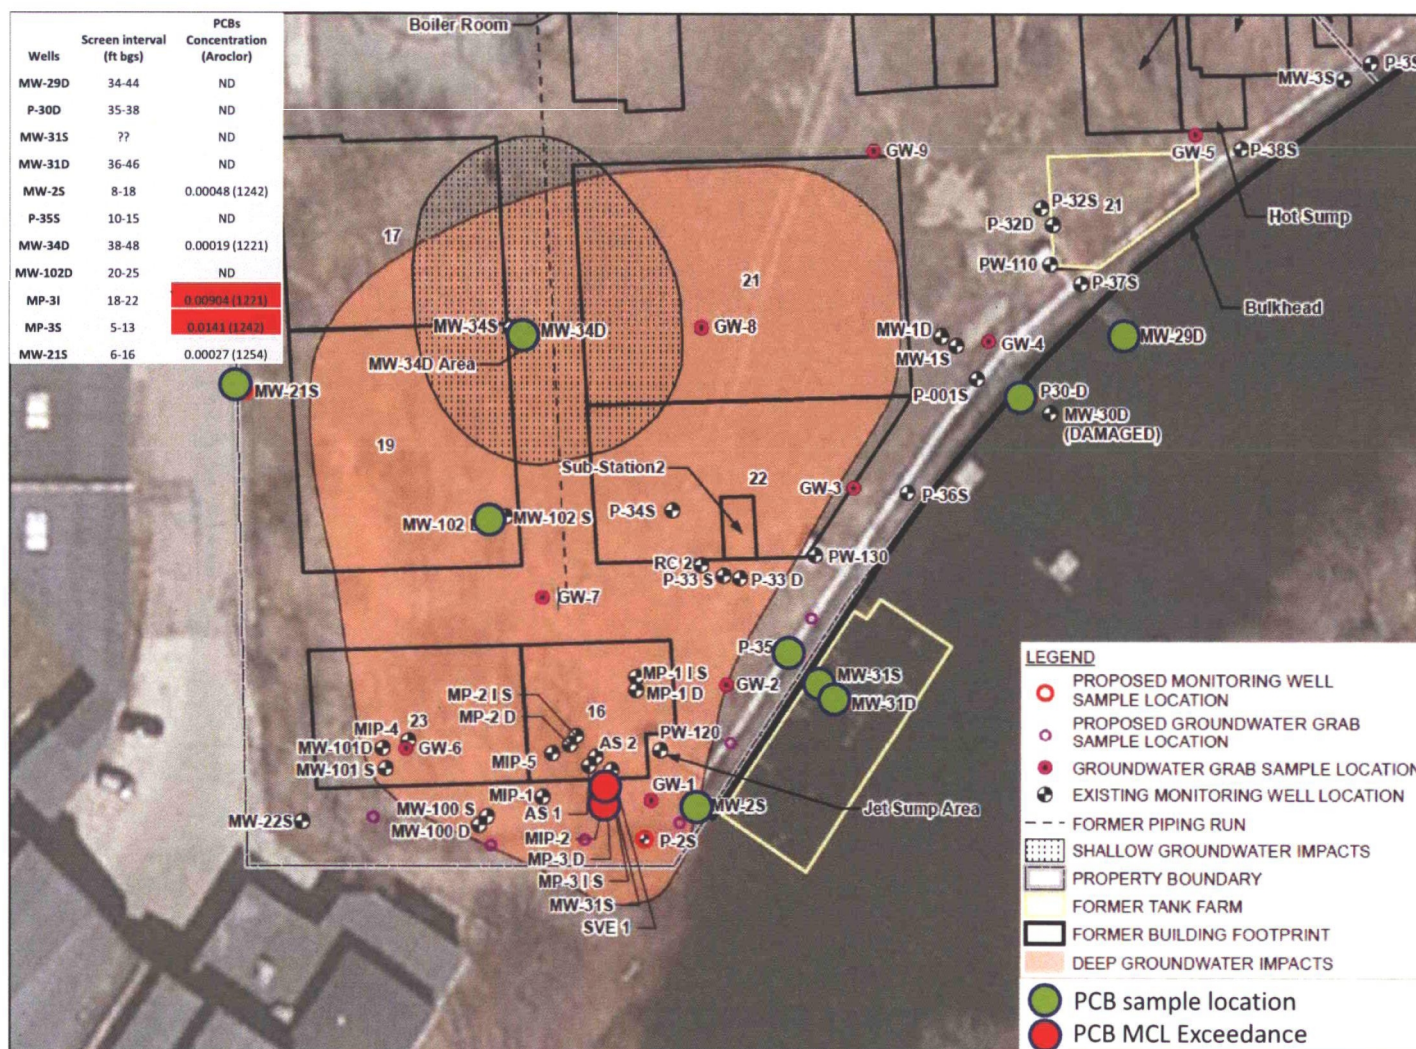 Wells Screen interval (ft bgs) PCBs Concentration (Aroclor)
MW-29D 34-44 ND
P-30D 35-38 ND
MW-31S ?? ND
MW-31D 36-46 ND
MW-2S 8-18 0.00048 (1242)
P-35S 10-15 ND
MW-34D 38-48 0.00019 (1221)
MW-102D 20-25 ND
MP-3I 18-22 0.00904 (1221)
MP-3S 5-13 0.0141 (1242)
MW-21S 6-16 0.00027 (1254)
Boiler Room
P-3S
MW-3S
GW-9
GW-5
P-38S
P-32S
21
P-32D
Hot Sump
17
PW-110
21
P-37S
Bulkhead
MW-34S
MW-34D
GW-8
MW-1D
GW-4
MW-29D
MW-1S
MW-34D Area
MW-21S
P-001S
P30-D
MW-30D
(DAMAGED)
19
Sub-Station2
22
GW-3
P-36S
MW-102
MW-102 S
P-34S
PW-130
RC 2
P-33 S
P-33 D
GW-7
P-35
MP-1 I S
MW-31S
MP-2 I S
MP-1 D
GW-2
MW-31D
MP-2 D
16
MIP-4
23
PW-120
MW-101D
GW-6
AS 2
MIP-5
MW-101 S
MIP-1
GW-1
Jet Sump Area
MW-22S
MW-100 S
AS 1
MW-2S
MW-100 D
MIP-2
P-2S
MP-3 D
MP-3 I S
MW-31S
SVE 1
LEGEND
PROPOSED MONITORING WELL
SAMPLE LOCATION
PROPOSED GROUNDWATER GRAB
SAMPLE LOCATION
GROUNDWATER GRAB SAMPLE LOCATION
EXISTING MONITORING WELL LOCATION
FORMER PIPING RUN
SHALLOW GROUNDWATER IMPACTS
PROPERTY BOUNDARY
FORMER TANK FARM
FORMER BUILDING FOOTPRINT
DEEP GROUNDWATER IMPACTS
PCB sample location
PCB MCL Exceedance